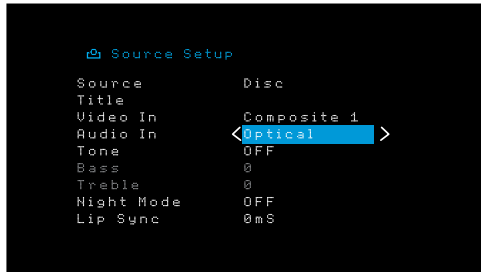 Source Setup
Source Disc
Title
Video In Composite 1
Audio In < Optical >
Tone OFF
Bass 0
Treble 0
Night Mode OFF
Lip Sync 0mS